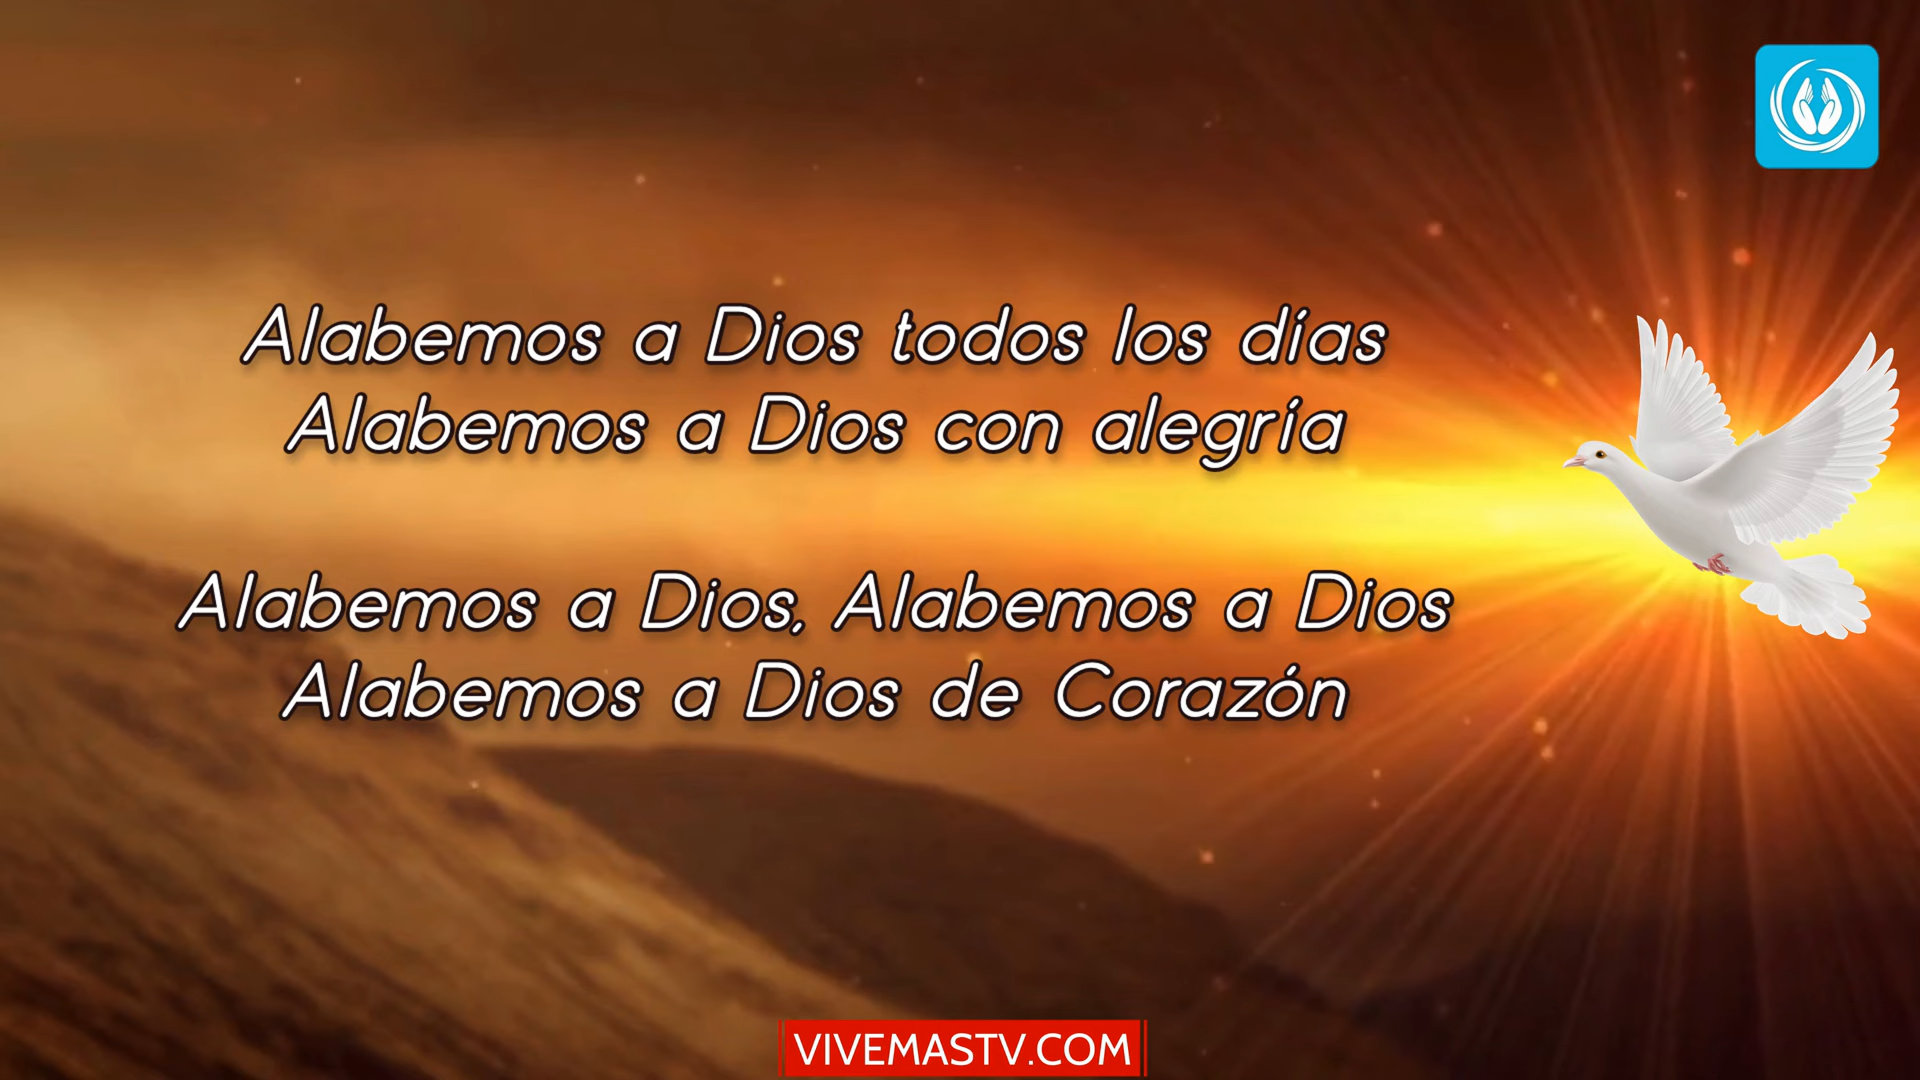 Alabemos a Dios todos los días
Alabemos a Dios con alegría
Alabemos a Dios, Alabemos a Dios
Alabemos a Dios de Corazón
VIVEMASTV.COM